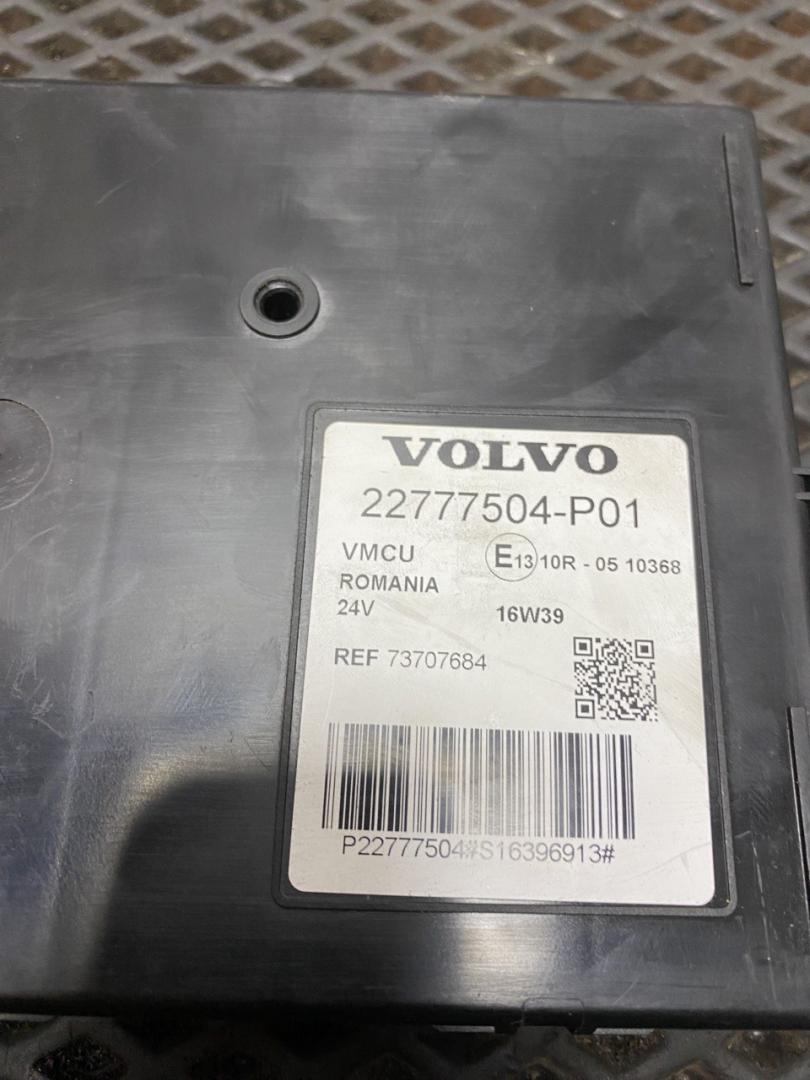 VOLVO
22777504-P01
VMCU E13 10R - 05 10368
ROMANIA
24V 16W39
REF 73707684
P22777504#S16396913#